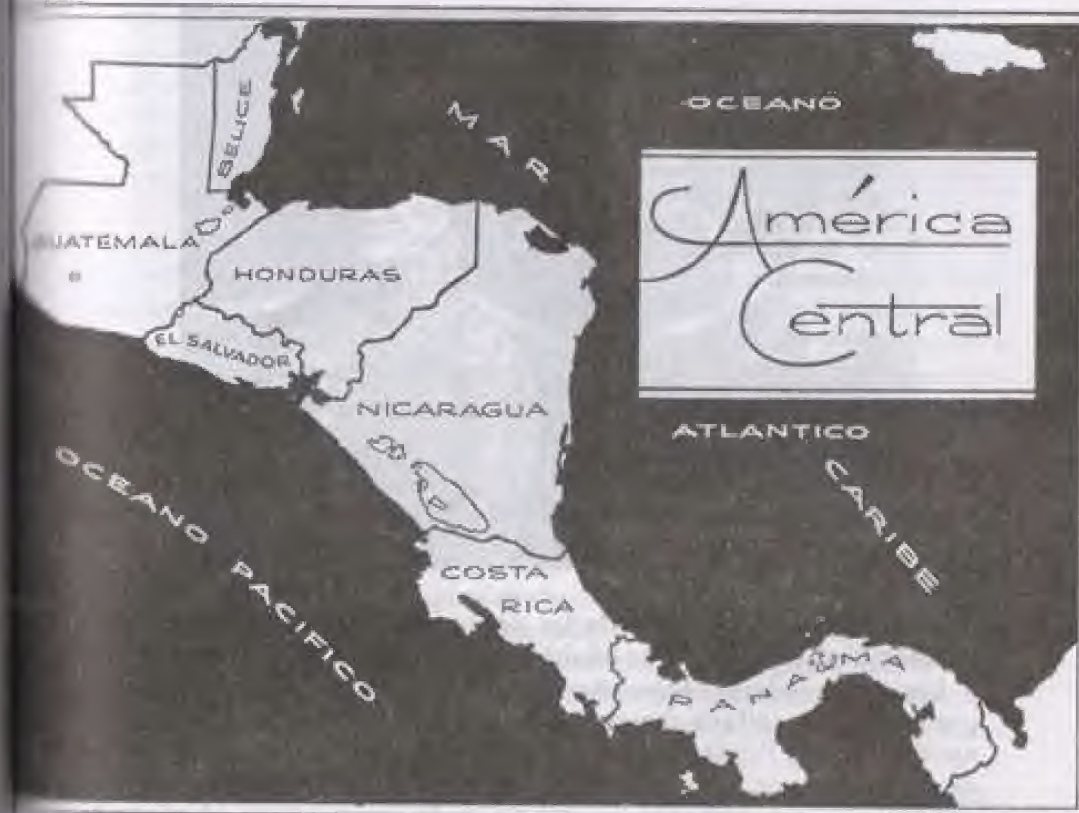 MAR
OCEANO
América
Central
BELICE
GUATEMALA
HONDURAS
EL SALVADOR
NICARAGUA
ATLANTICO
CARIBE
OCEANO PACIFICO
COSTA
RICA
PANAMA